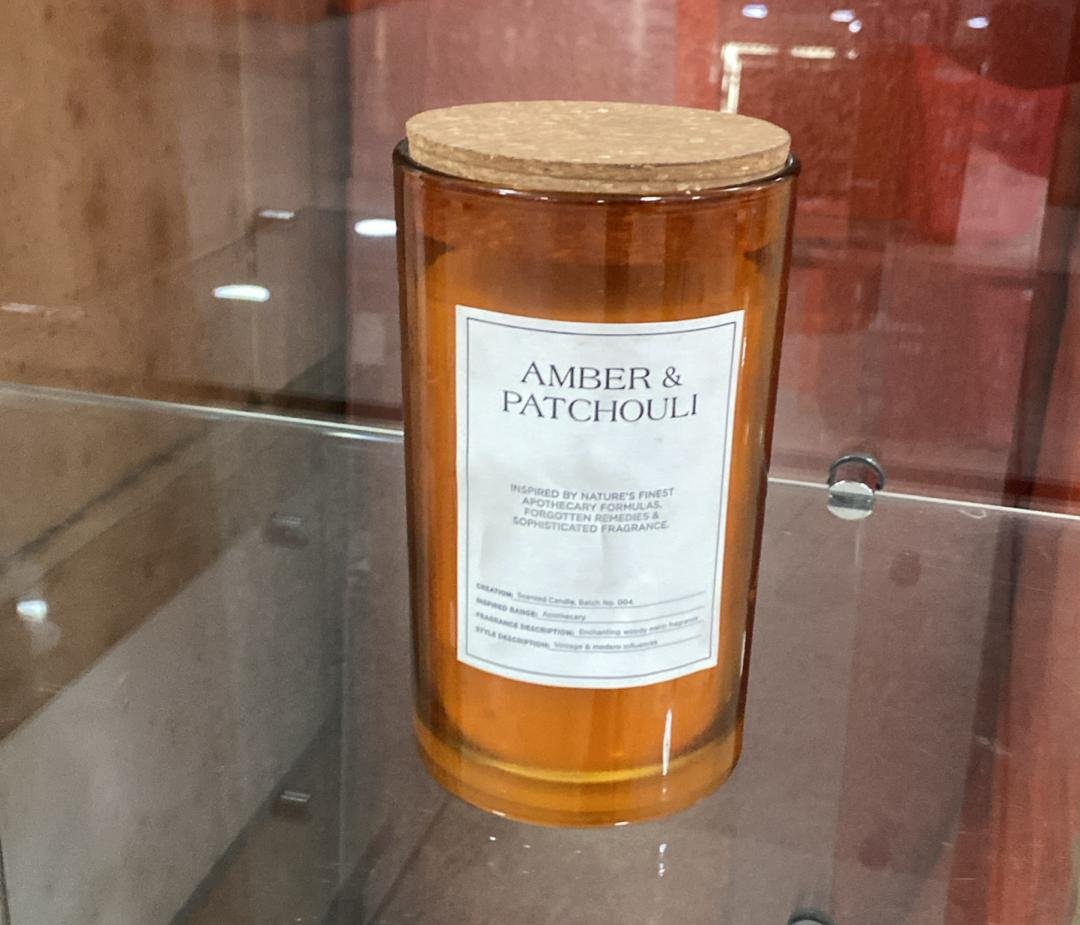 AMBER &
PATCHOULI
INSPIRED BY NATURE'S FINEST
APOTHECARY FORMULAS,
FORGOTTEN REMEDIES &
SOPHISTICATED FRAGRANCE.
CREATION: Scented Candle, Batch No. 004.
INSPIRED RANGE: Apothecary
FRAGRANCE DESCRIPTION: Enchanting woody warm fragrance
STYLE DESCRIPTION: Vintage & modern influences